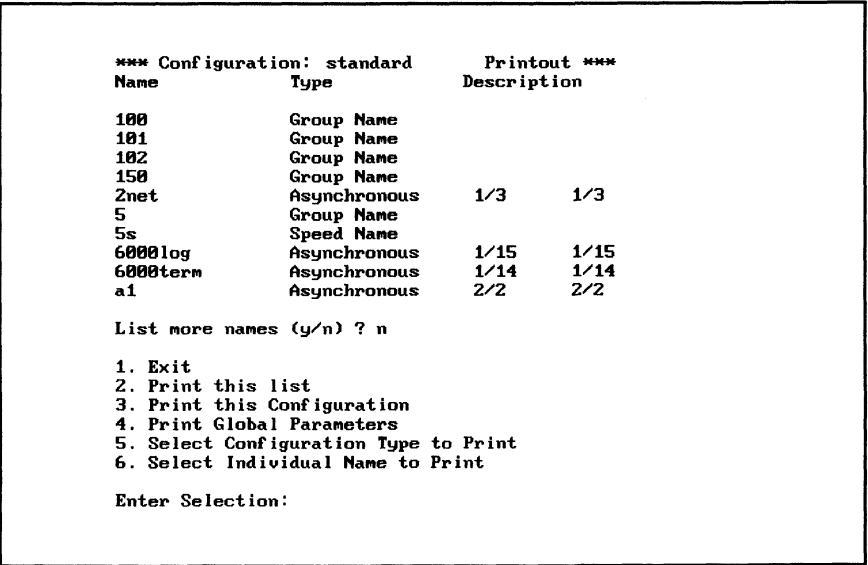 *** Configuration: standard Printout ***
Name Type Description
100 Group Name
101 Group Name
102 Group Name
150 Group Name
2net Asynchronous 1/3 1/3
5 Group Name
5s Speed Name
6000log Asynchronous 1/15 1/15
6000term Asynchronous 1/14 1/14
a1 Asynchronous 2/2 2/2
List more names (y/n) ? n
1. Exit
2. Print this list
3. Print this Configuration
4. Print Global Parameters
5. Select Configuration Type to Print
6. Select Individual Name to Print
Enter Selection: